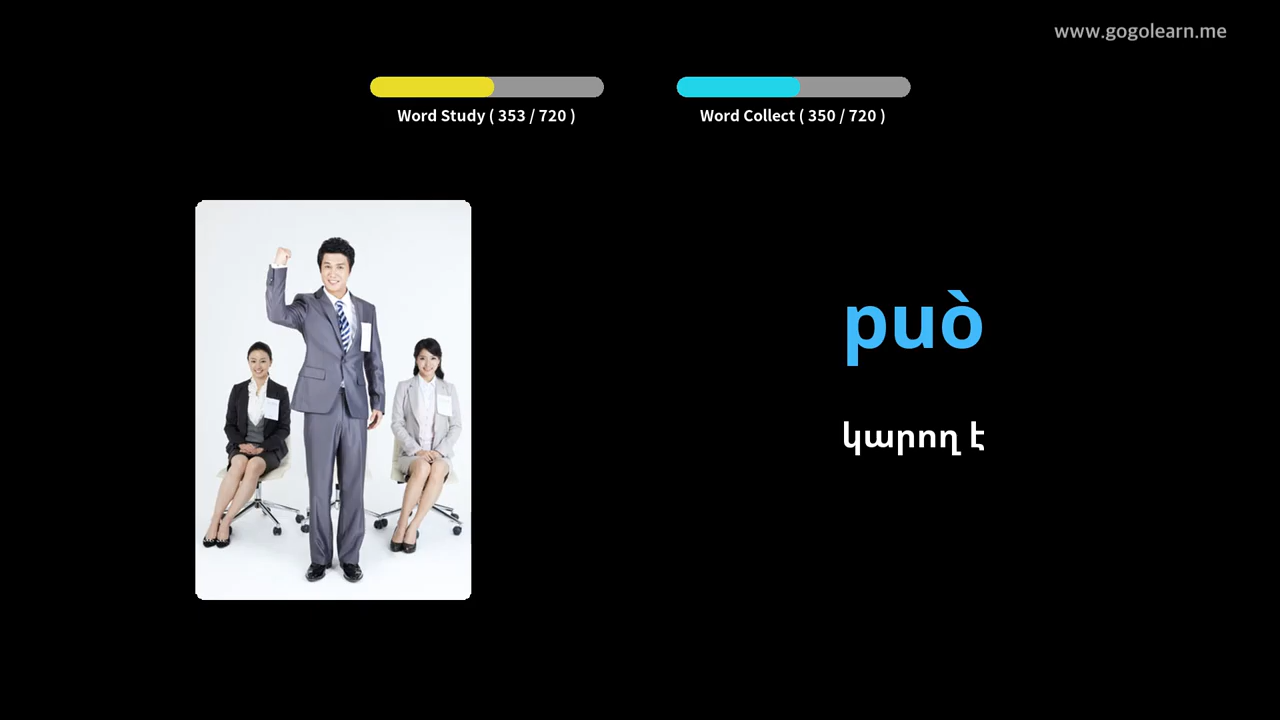 www.gogolearn.me
Word Study ( 353 / 720 )
Word Collect ( 350 / 720 )
può
կարող է